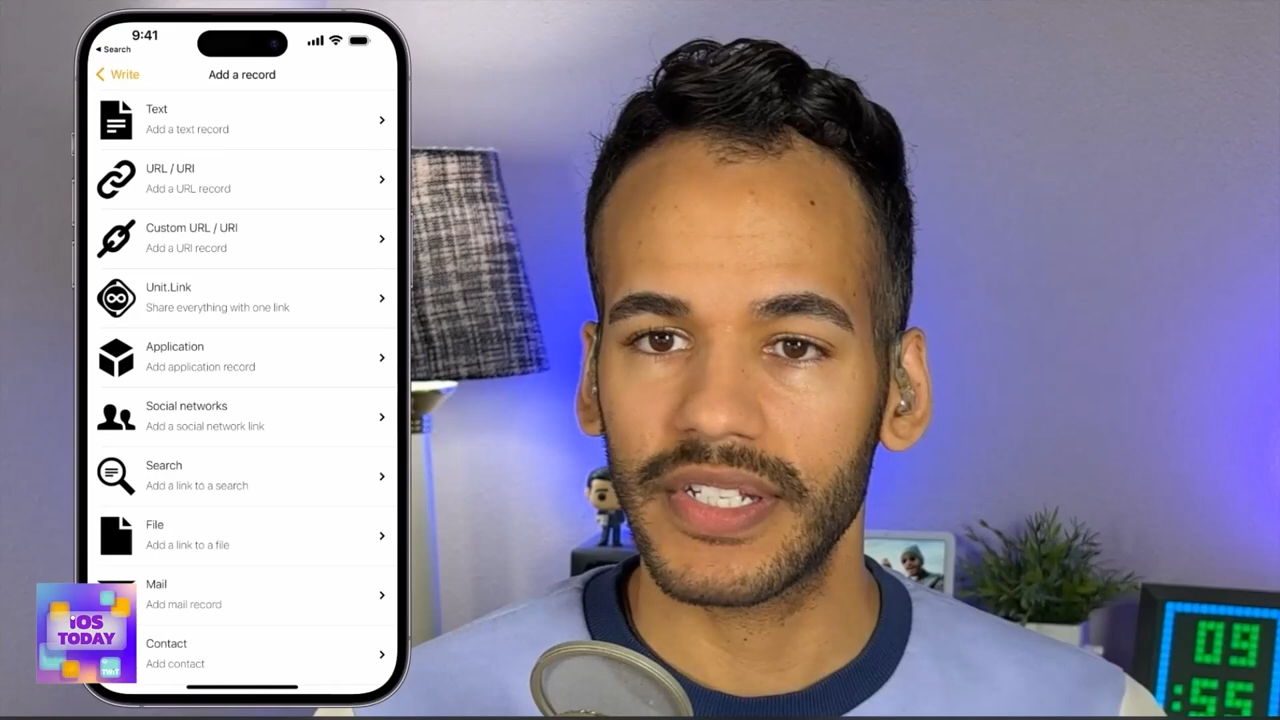 9:41
Search
Write
Add a record
Text
Add a text record
URL / URI
Add a URL record
Custom URL / URI
Add a URI record
Unit.Link
Share everything with one link
Application
Add application record
Social networks
Add a social network link
Search
Add a link to a search
File
Add a link to a file
Mail
Add mail record
Contact
Add contact
iOS
TODAY
TWiT
09
:55